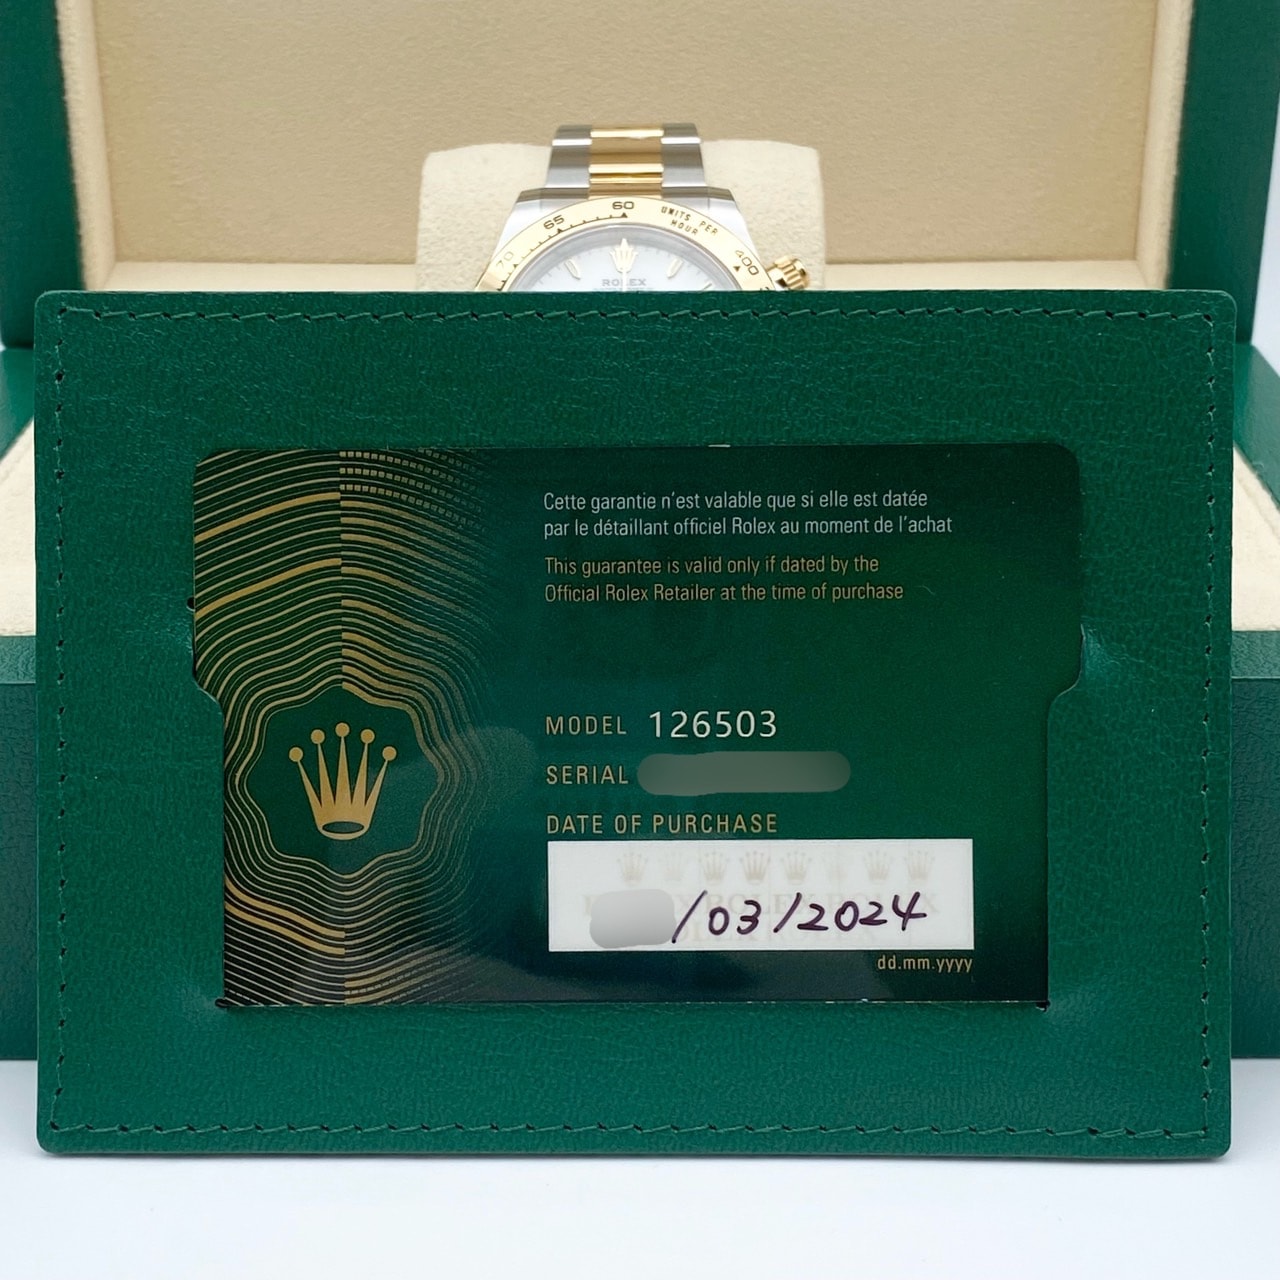 60
65
70
UNITS PER
HOUR
400
ROLEX
Cette garantie n'est valable que si elle est datée
par le détaillant officiel Rolex au moment de l'achat
This guarantee is valid only if dated by the
Official Rolex Retailer at the time of purchase
MODEL 126503
SERIAL
DATE OF PURCHASE
/03/2024
dd.mm.yyyy